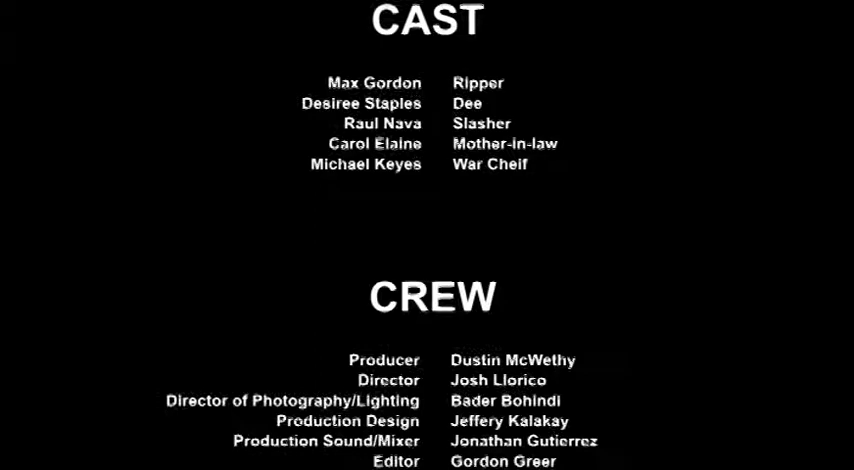 CAST
Max Gordon Ripper
Desiree Staples Dee
Raul Nava Slasher
Carol Elaine Mother-in-law
Michael Keyes War Cheif
CREW
Producer Dustin McWethy
Director Josh Llorico
Director of Photography/Lighting Bader Bohindi
Production Design Jeffery Kalakay
Production Sound/Mixer Jonathan Gutierrez
Editor Gordon Greer